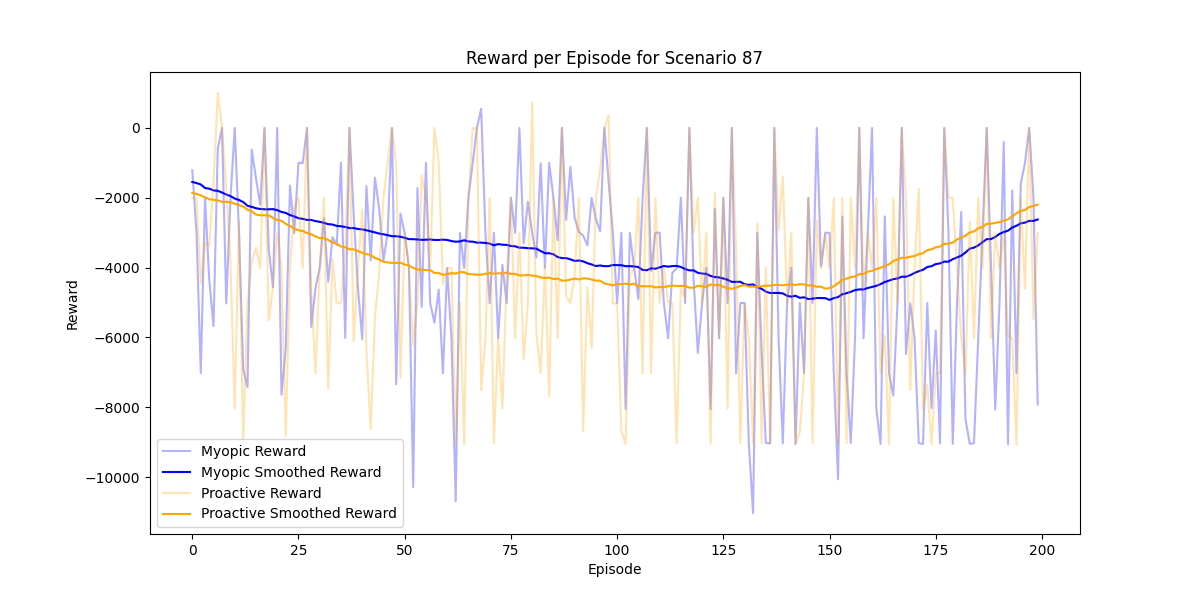 Reward per Episode for Scenario 87
Reward
0
−2000
−4000
−6000
−8000
−10000
Myopic Reward
Myopic Smoothed Reward
Proactive Reward
Proactive Smoothed Reward
0 25 50 75 100 125 150 175 200
Episode